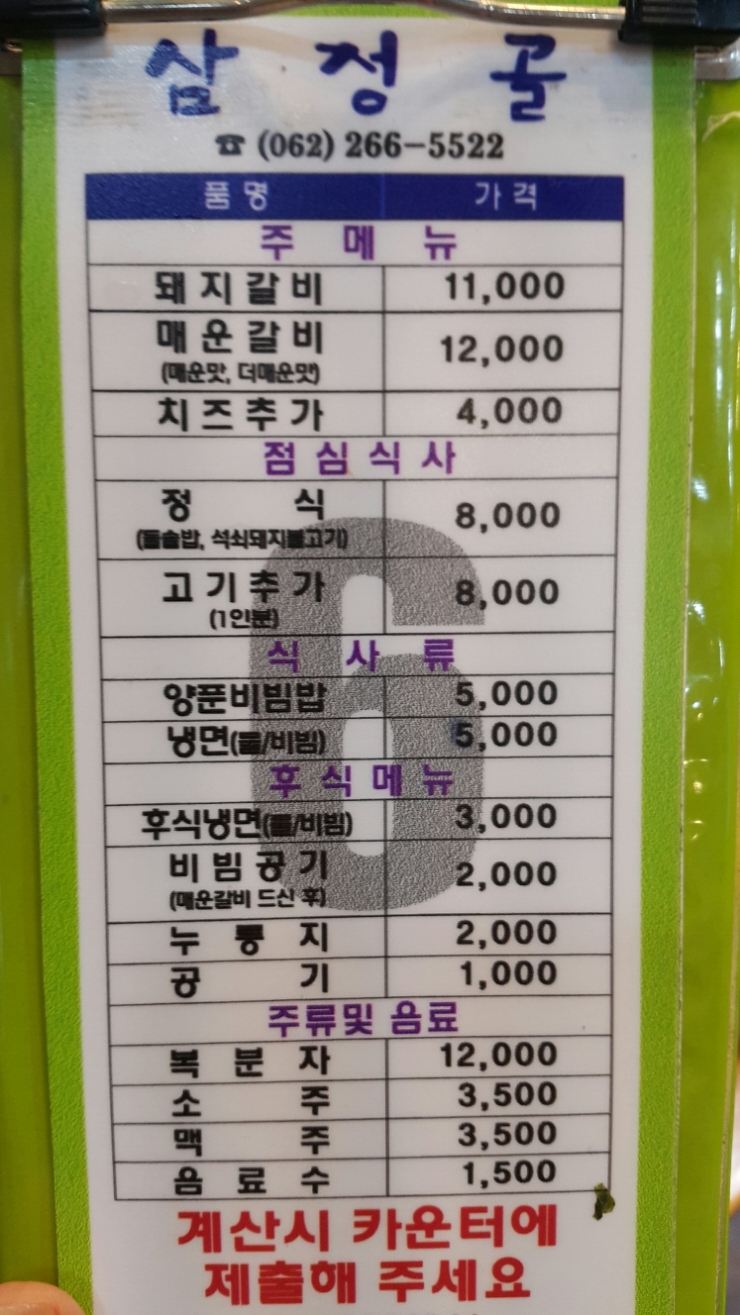 삼정골
☎ (062) 266-5522
품명 가격
주 메 뉴
돼지갈비 11,000
매운갈비 12,000
(매운맛, 더매운맛)
치즈추가 4,000
점심식사
정 식 8,000
(돌솥밥, 석쇠돼지불고기)
고기추가 8,000
(1인분)
식 사 류
양푼비빔밥 5,000
냉면(물/비빔) 5,000
후식메뉴
후식냉면(물/비빔) 3,000
비빔공기 2,000
(매운갈비 드신 후)
누룽지 2,000
공 기 1,000
주류및 음료
복 분 자 12,000
소 주 3,500
맥 주 3,500
음 료 수 1,500
6
계산시 카운터에
제출해 주세요